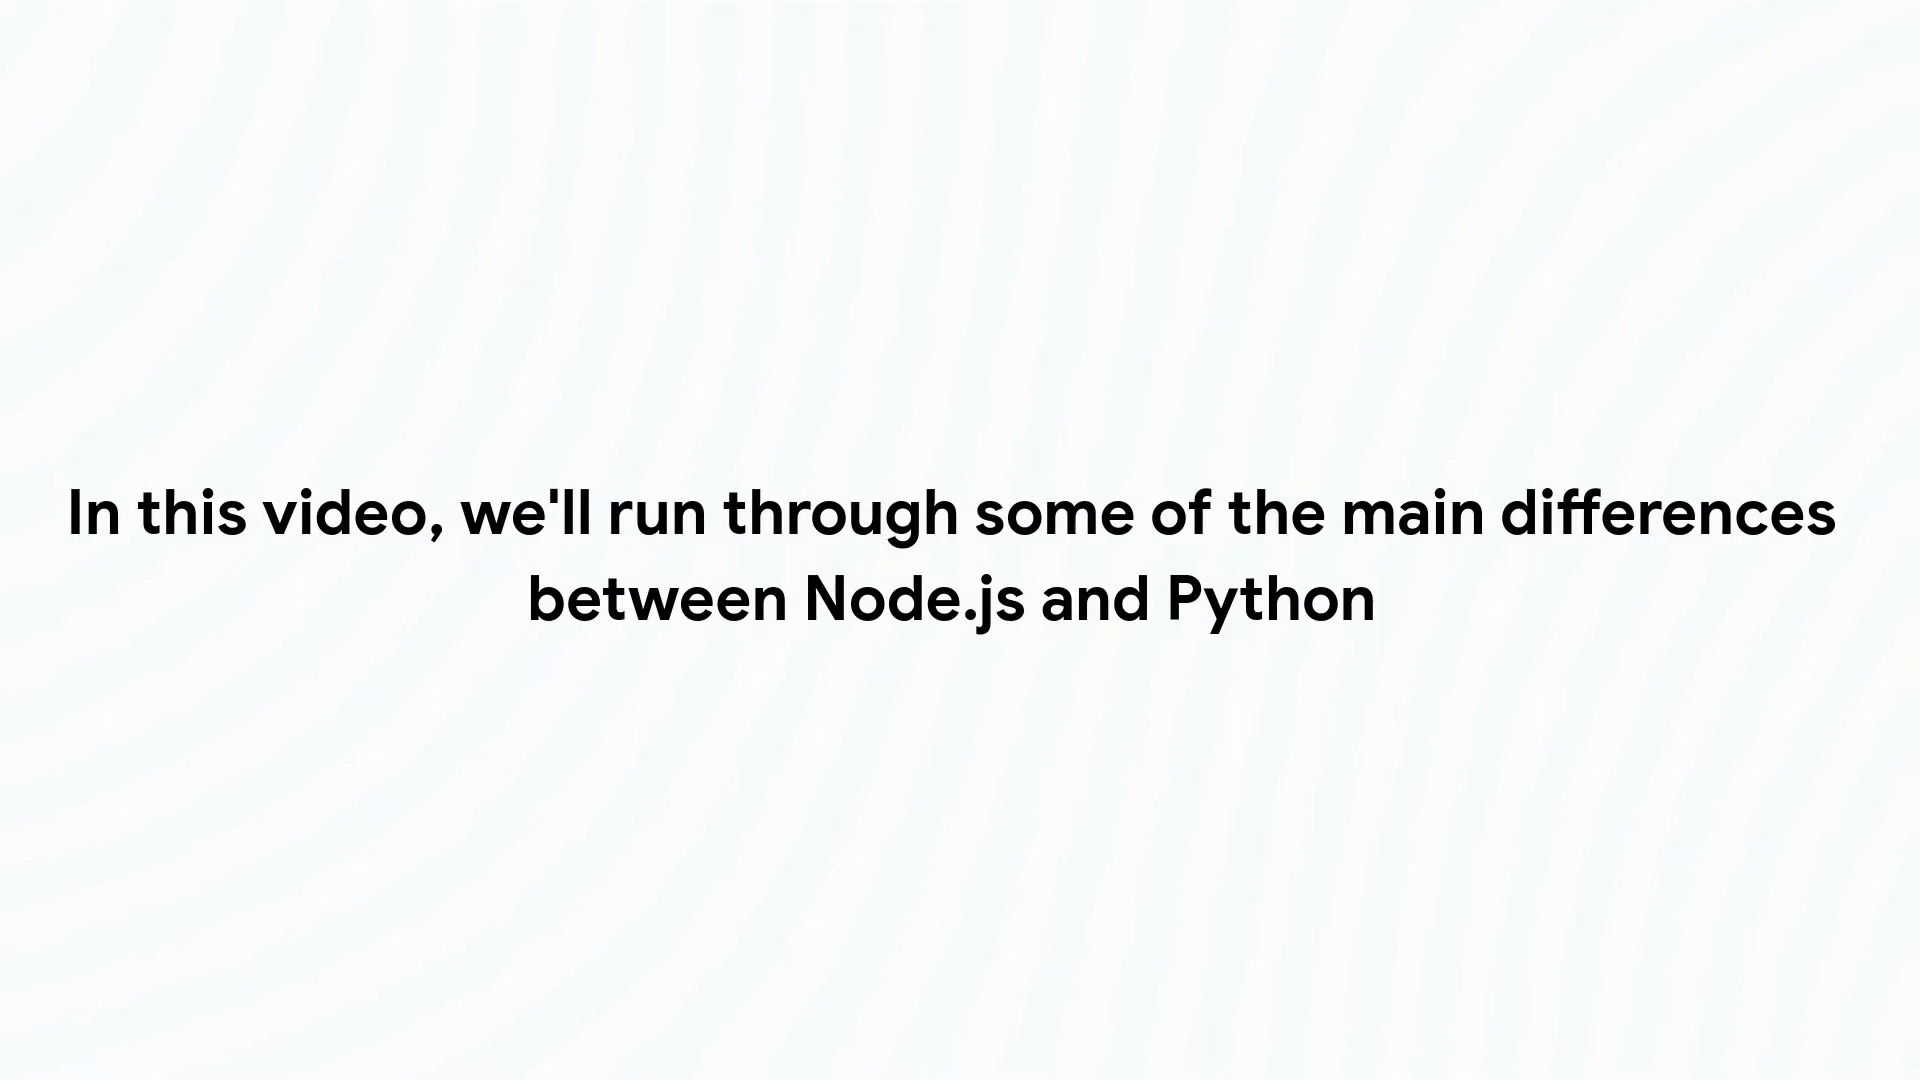 In this video, we'll run through some of the main differences
between Node.js and Python